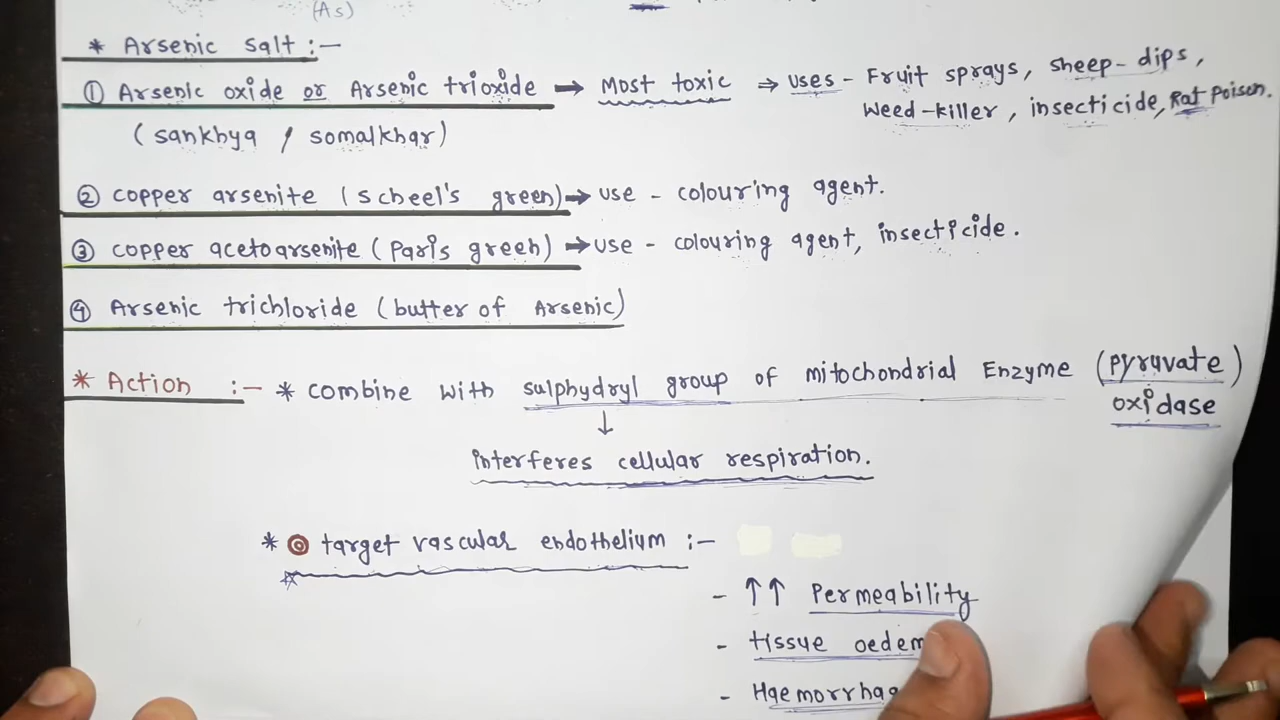 (As)
* Arsenic salt :-
① Arsenic oxide or Arsenic trioxide → Most toxic ⇒ uses - Fruit sprays, sheep-dips,
weed-killer, insecticide, Rat poison.
(sankhya / somalkhar)
② copper arsenite (scheel's green) → use - colouring agent.
③ copper acetoarsenite (paris green) → use - colouring agent, insecticide.
④ Arsenic trichloride (butter of Arsenic)
* Action :- * combine with sulphydryl group of mitochondrial Enzyme (pyruvate)
oxidase
↓
interferes cellular respiration.
* target vascular endothelium :-
- ↑↑ Permeability
- tissue oedem
- Haemorrhag